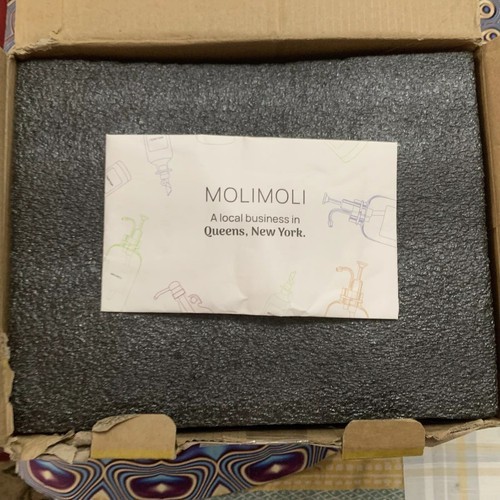 MOLIMOLI
A local business in
Queens, New York.